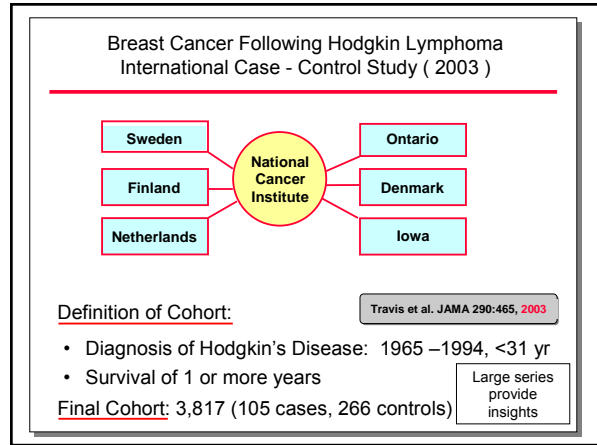 Breast Cancer Following Hodgkin Lymphoma
International Case - Control Study ( 2003 )
Sweden
Finland
Netherlands
National
Cancer
Institute
Ontario
Denmark
Iowa
Travis et al. JAMA 290:465, 2003
Definition of Cohort:
• Diagnosis of Hodgkin's Disease: 1965 –1994, <31 yr
• Survival of 1 or more years
Final Cohort: 3,817 (105 cases, 266 controls)
Large series
provide
insights